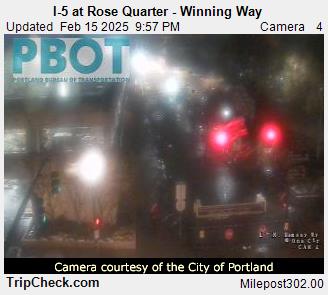 I-5 at Rose Quarter - Winning Way
Updated Feb 15 2025 9:57 PM Camera 4
PBOT
PORTLAND BUREAU OF TRANSPORTATION
Camera courtesy of the City of Portland
TripCheck.com Milepost302.00